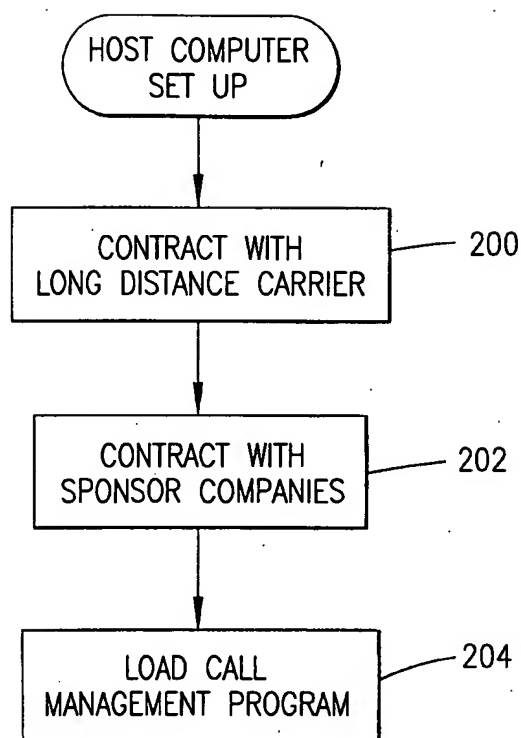 HOST COMPUTER
SET UP
CONTRACT WITH
LONG DISTANCE CARRIER
200
CONTRACT WITH
SPONSOR COMPANIES
202
LOAD CALL
MANAGEMENT PROGRAM
204